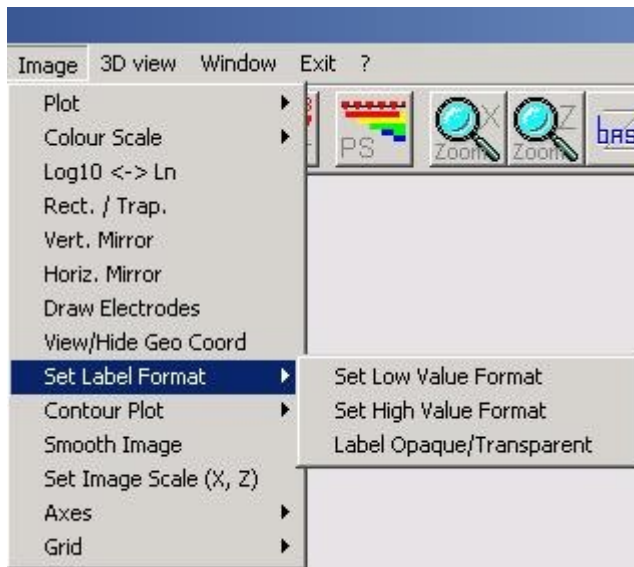 Image 3D view Window Exit ?
Plot
Colour Scale
Log10 <-> Ln
Rect. / Trap.
Vert. Mirror
Horiz. Mirror
Draw Electrodes
View/Hide Geo Coord
Set Label Format
Contour Plot
Smooth Image
Set Image Scale (X, Z)
Axes
Grid
Set Low Value Format
Set High Value Format
Label Opaque/Transparent
PS
X
Zoom
Z
Zoom